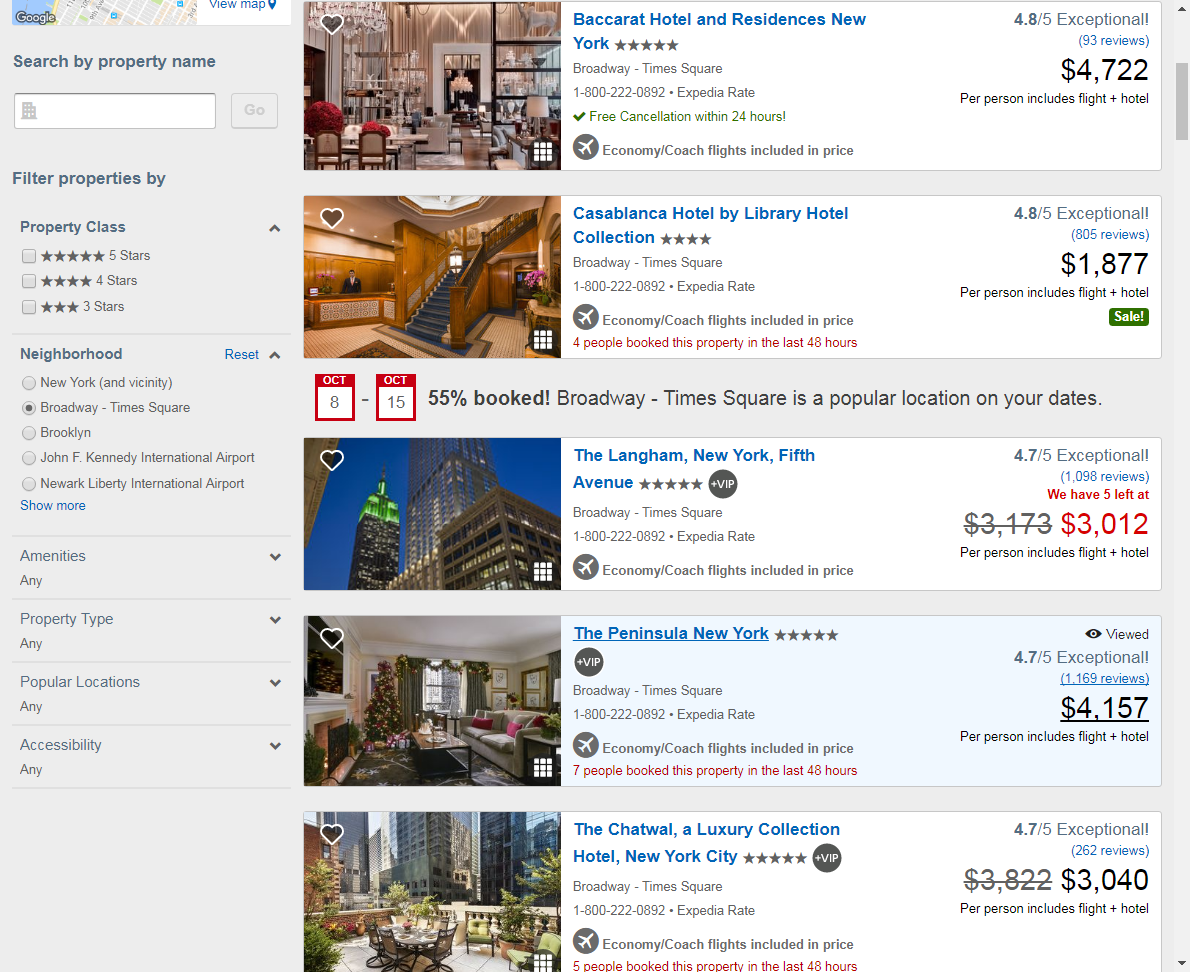 Google
View map
Search by property name
Go
Filter properties by
Property Class
★★★★★ 5 Stars
★★★★ 4 Stars
★★★ 3 Stars
Neighborhood
Reset
New York (and vicinity)
Broadway - Times Square
Brooklyn
John F. Kennedy International Airport
Newark Liberty International Airport
Show more
Amenities
Any
Property Type
Any
Popular Locations
Any
Accessibility
Any
Baccarat Hotel and Residences New
York ★★★★★
Broadway - Times Square
1-800-222-0892 • Expedia Rate
Free Cancellation within 24 hours!
Economy/Coach flights included in price
4.8/5 Exceptional!
(93 reviews)
$4,722
Per person includes flight + hotel
Casablanca Hotel by Library Hotel
Collection ★★★★
Broadway - Times Square
1-800-222-0892 • Expedia Rate
Economy/Coach flights included in price
4 people booked this property in the last 48 hours
4.8/5 Exceptional!
(805 reviews)
$1,877
Per person includes flight + hotel
Sale!
OCT
8
-
OCT
15
55% booked! Broadway - Times Square is a popular location on your dates.
The Langham, New York, Fifth
Avenue ★★★★★ +VIP
Broadway - Times Square
1-800-222-0892 • Expedia Rate
Economy/Coach flights included in price
4.7/5 Exceptional!
(1,098 reviews)
We have 5 left at
$3,173 $3,012
Per person includes flight + hotel
The Peninsula New York ★★★★★
+VIP
Broadway - Times Square
1-800-222-0892 • Expedia Rate
Economy/Coach flights included in price
7 people booked this property in the last 48 hours
Viewed
4.7/5 Exceptional!
(1,169 reviews)
$4,157
Per person includes flight + hotel
The Chatwal, a Luxury Collection
Hotel, New York City ★★★★★ +VIP
Broadway - Times Square
1-800-222-0892 • Expedia Rate
Economy/Coach flights included in price
5 people booked this property in the last 48 hours
4.7/5 Exceptional!
(262 reviews)
$3,822 $3,040
Per person includes flight + hotel